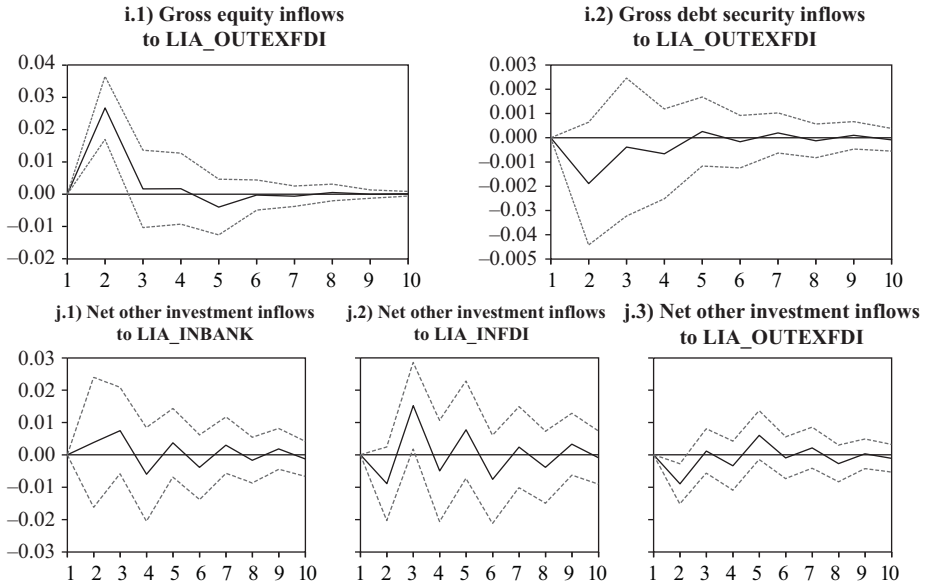 i.1) Gross equity inflows
to LIA_OUTEXFDI
0.04
0.03
0.02
0.01
0.00
–0.01
–0.02
1 2 3 4 5 6 7 8 9 10
i.2) Gross debt security inflows
to LIA_OUTEXFDI
0.003
0.002
0.001
0.000
–0.001
–0.002
–0.03
–0.04
–0.005
1 2 3 4 5 6 7 8 9 10
j.1) Net other investment inflows
to LIA_INBANK
0.03
0.02
0.01
0.00
–0.01
–0.02
–0.03
1 2 3 4 5 6 7 8 9 10
j.2) Net other investment inflows
to LIA_INFDI
1 2 3 4 5 6 7 8 9 10
j.3) Net other investment inflows
to LIA_OUTEXFDI
1 2 3 4 5 6 7 8 9 10